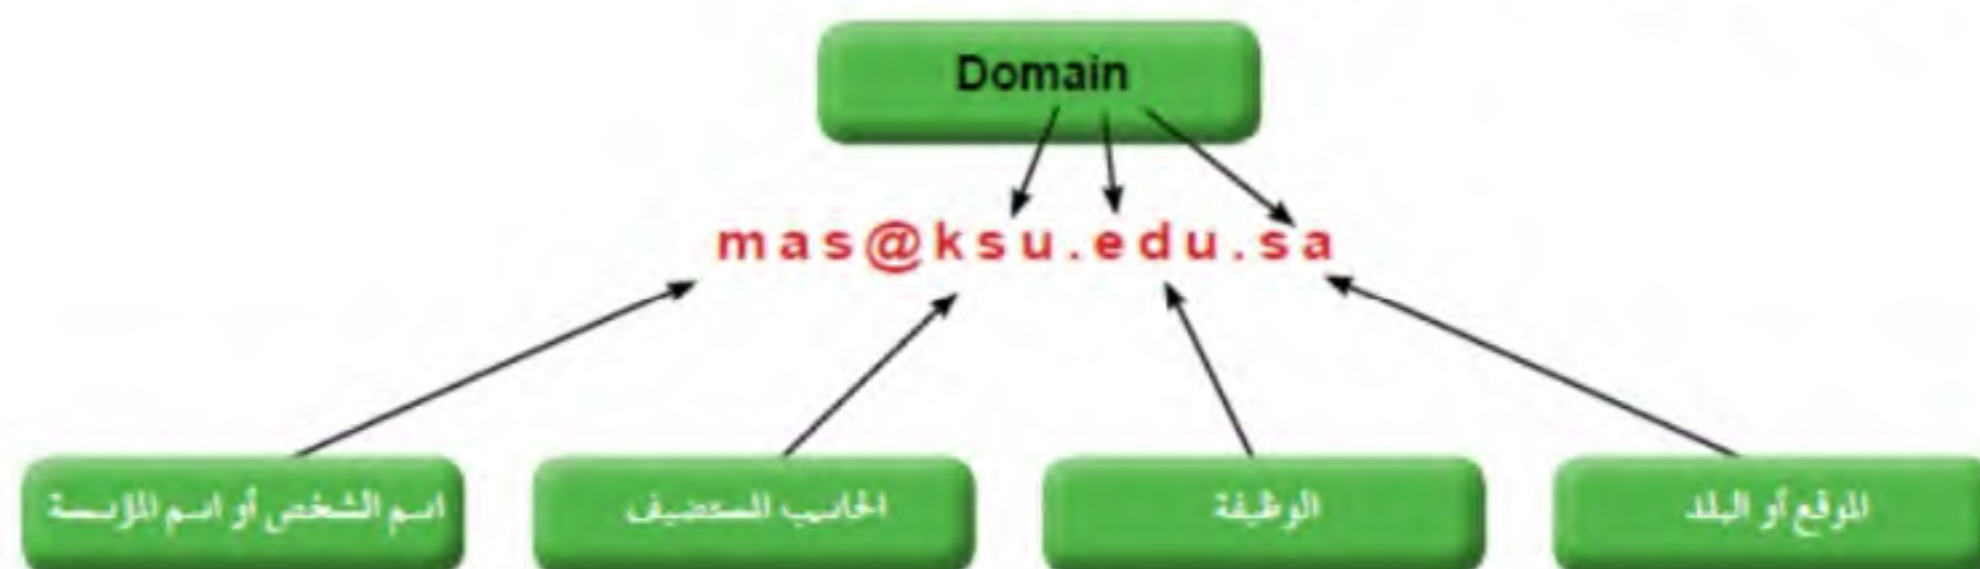 Domain
mas@ksu.edu.sa
اسم الشخص أو اسم المؤسسة
الحاسب المستضيف
الوظيفة
الموقع أو البلد